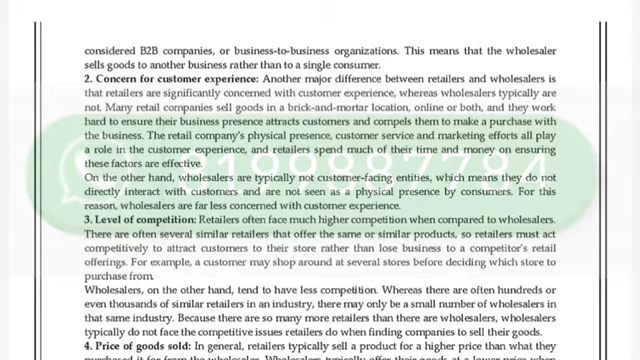 considered B2B companies, or business-to-business organizations. This means that the wholesaler
sells goods to another business rather than to a single consumer.
2. Concern for customer experience: Another major difference between retailers and wholesalers is
that retailers are significantly concerned with customer experience, whereas wholesalers typically are
not. Many retail companies sell goods in a brick-and-mortar location, online or both, and they work
hard to ensure their business presence attracts customers and compels them to make a purchase with
the business. The retail company's physical presence, customer service and marketing efforts all play
a role in the customer experience, and retailers spend much of their time and money on ensuring
these factors are effective.
On the other hand, wholesalers are typically not customer-facing entities, which means they do not
directly interact with customers and are not seen as a physical presence by consumers. For this
reason, wholesalers are far less concerned with customer experience.
3. Level of competition: Retailers often face much higher competition when compared to wholesalers.
There are often several similar retailers that offer the same or similar products, so retailers must act
competitively to attract customers to their store rather than lose business to a competitor's retail
offerings. For example, a customer may shop around at several stores before deciding which store to
purchase from.
Wholesalers, on the other hand, tend to have less competition. Whereas there are often hundreds or
even thousands of similar retailers in an industry, there may only be a small number of wholesalers in
that same industry. Because there are so many more retailers than there are wholesalers, wholesalers
typically do not face the competitive issues retailers do when finding companies to sell their goods.
4. Price of goods sold: In general, retailers typically sell a product for a higher price than what they
purchased it for from the wholesaler. Wholesalers typically offer their goods at a lower price when